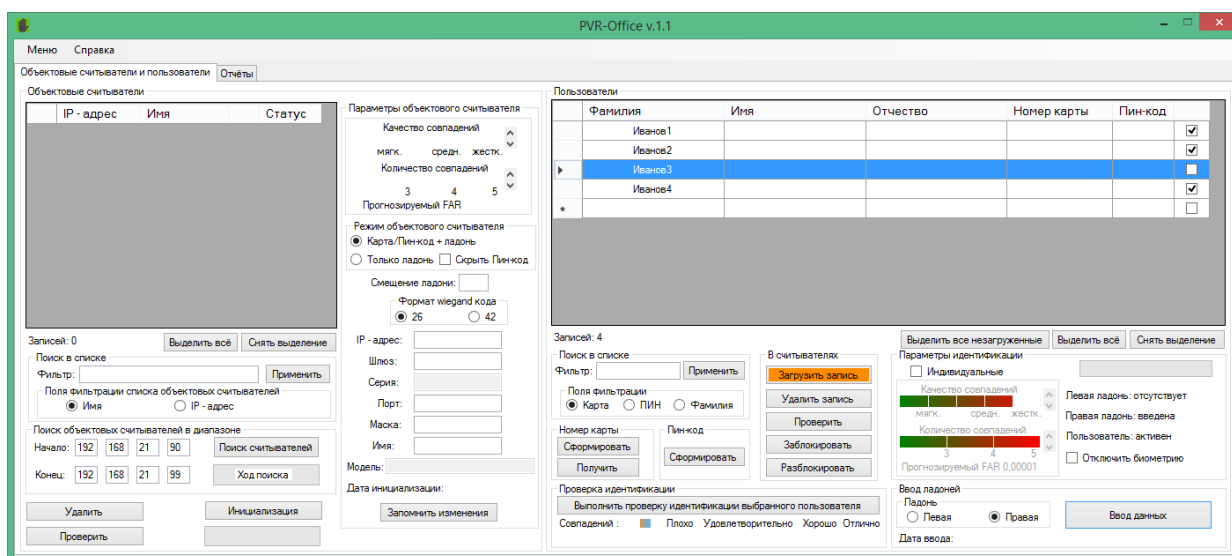 PVR-Office v.1.1
Меню Справка
Объектовые считыватели и пользователи Отчёты
Объектовые считыватели
IP - адрес Имя Статус
Записей: 0 Выделить всё Снять выделение
Поиск в списке
Фильтр: Применить
Поля фильтрации списка объектовых считывателей
Имя IP - адрес
Поиск объектовых считывателей в диапазоне
Начало: 192 168 21 90 Поиск считывателей
Конец: 192 168 21 99 Ход поиска
Удалить Инициализация
Проверить
Параметры объектового считывателя
Качество совпадений
мягк. средн. жестк.
Количество совпадений
3 4 5
Прогнозируемый FAR
Режим объектового считывателя
Карта/Пин-код + ладонь
Только ладонь Скрыть Пин-код
Смещение ладони:
Формат wiegand кода
26 42
IP - адрес:
Шлюз:
Серия:
Порт:
Маска:
Имя:
Модель:
Дата инициализации:
Запомнить изменения
Пользователи
Фамилия Имя Отчество Номер карты Пин-код
Иванов1
Иванов2
Иванов3
Иванов4
Записей: 4 Выделить все незагруженные Выделить всё Снять выделение
Поиск в списке
Фильтр: Применить
Поля фильтрации
Карта ПИН Фамилия
Номер карты
Сформировать
Получить
Пин-код
Сформировать
В считывателях
Загрузить запись
Удалить запись
Проверить
Заблокировать
Разблокировать
Параметры идентификации
Индивидуальные
Качество совпадений
мягк. средн. жестк.
Количество совпадений
3 4 5
Прогнозируемый FAR 0,00001
Левая ладонь: отсутствует
Правая ладонь: введена
Пользователь: активен
Отключить биометрию
Проверка идентификации
Выполнить проверку идентификации выбранного пользователя
Совпадений : Плохо Удовлетворительно Хорошо Отлично
Ввод ладоней
Ладонь
Левая Правая
Ввод данных
Дата ввода: